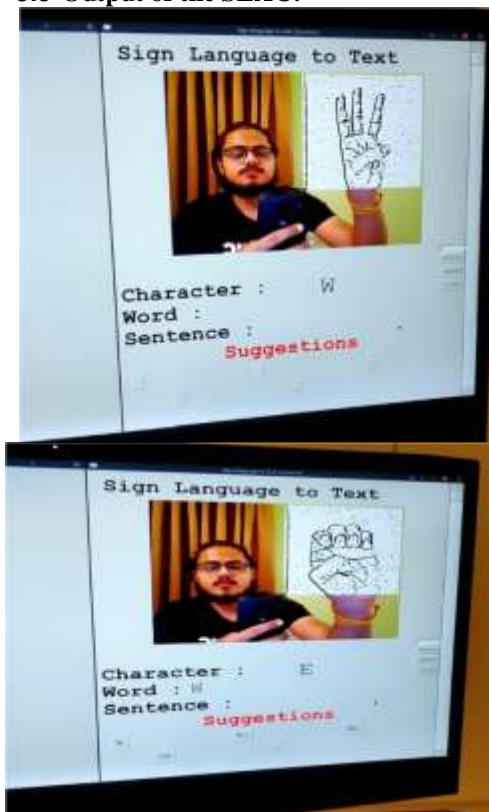 Sign Language to Text
Character : W
Word :
Sentence :
Suggestions
Sign Language to Text
Character : E
Word : W
Sentence :
Suggestions